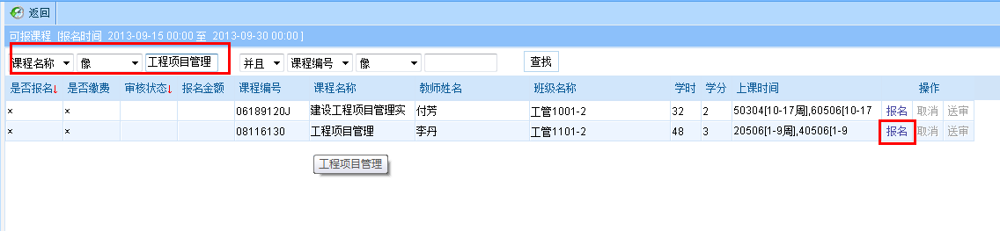 返回
可报课程 [报名时间 2013-09-15 00:00 至 2013-09-30 00:00 ]
课程名称 像 工程项目管理 并且 课程编号 像 查找
是否报名↓ 是否缴费 审核状态↓ 报名金额 课程编号 课程名称 教师姓名 班级名称 学时 学分 上课时间 操作
× × 06189120J 建设工程项目管理实 付芳 工管1001-2 32 2 50304[10-17周],60506[10-17 报名 取消 送审
× × 08116130 工程项目管理 李丹 工管1101-2 48 3 20506[1-9周],40506[1-9 报名 取消 送审
工程项目管理